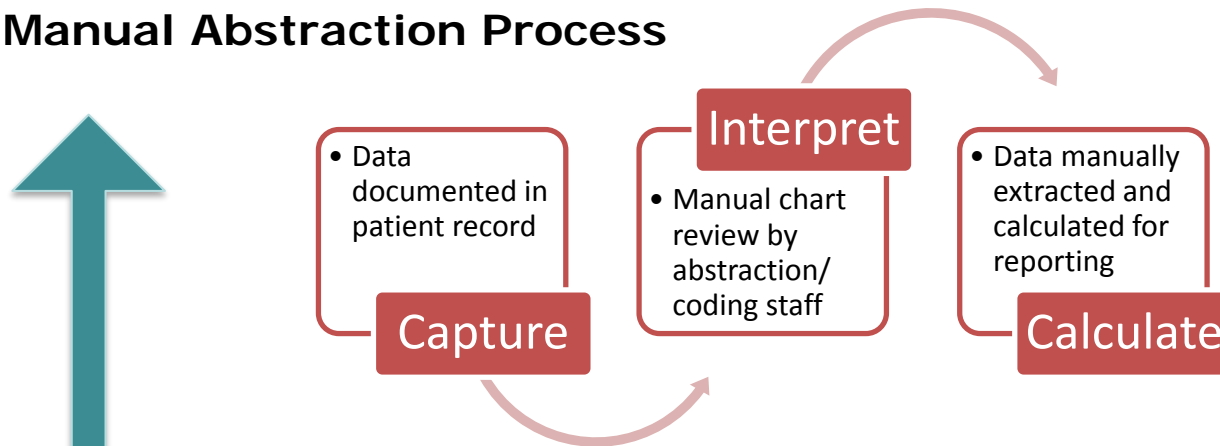 Manual Abstraction Process
• Data
documented in
patient record
Capture
Interpret
• Manual chart
review by
abstraction/
coding staff
• Data manually
extracted and
calculated for
reporting
Calculate